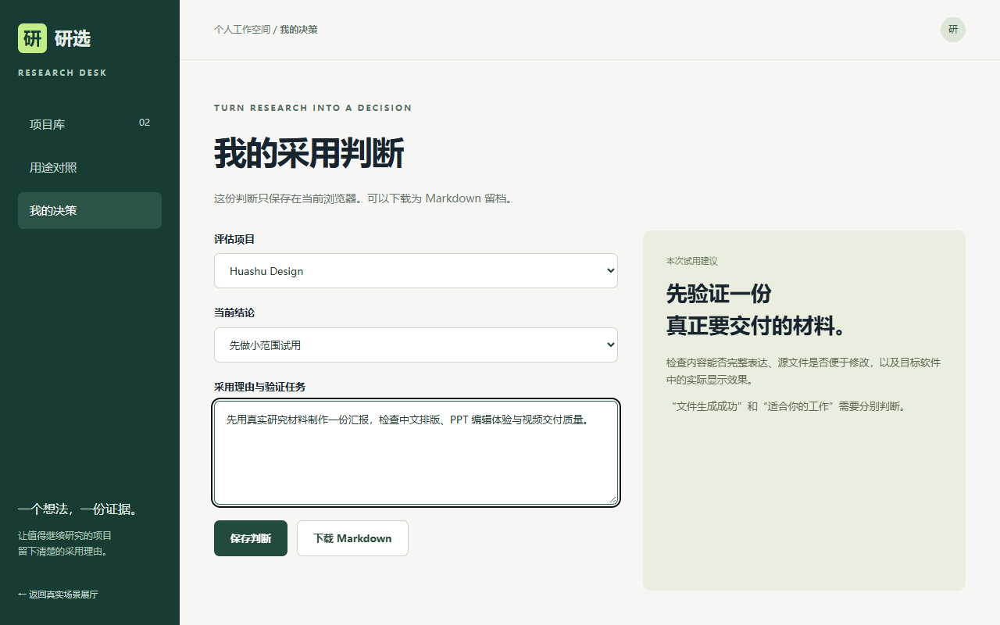 研 研选
RESEARCH DESK
项目库 02
用途对照
我的决策
一个想法，一份证据。
让值得继续研究的项目
留下清楚的采用理由。
← 返回真实场景展厅
个人工作空间 / 我的决策
研
TURN RESEARCH INTO A DECISION
我的采用判断
这份判断只保存在当前浏览器。可以下载为 Markdown 留档。
评估项目
Huashu Design
当前结论
先做小范围试用
采用理由与验证任务
先用真实研究材料制作一份汇报，检查中文排版、PPT 编辑体验与视频交付质量。
保存判断
下载 Markdown
本次试用建议
先验证一份
真正要交付的材料。
检查内容能否完整表达、源文件是否便于修改，以及目标软件
中的实际显示效果。
“文件生成成功”和“适合你的工作”需要分别判断。